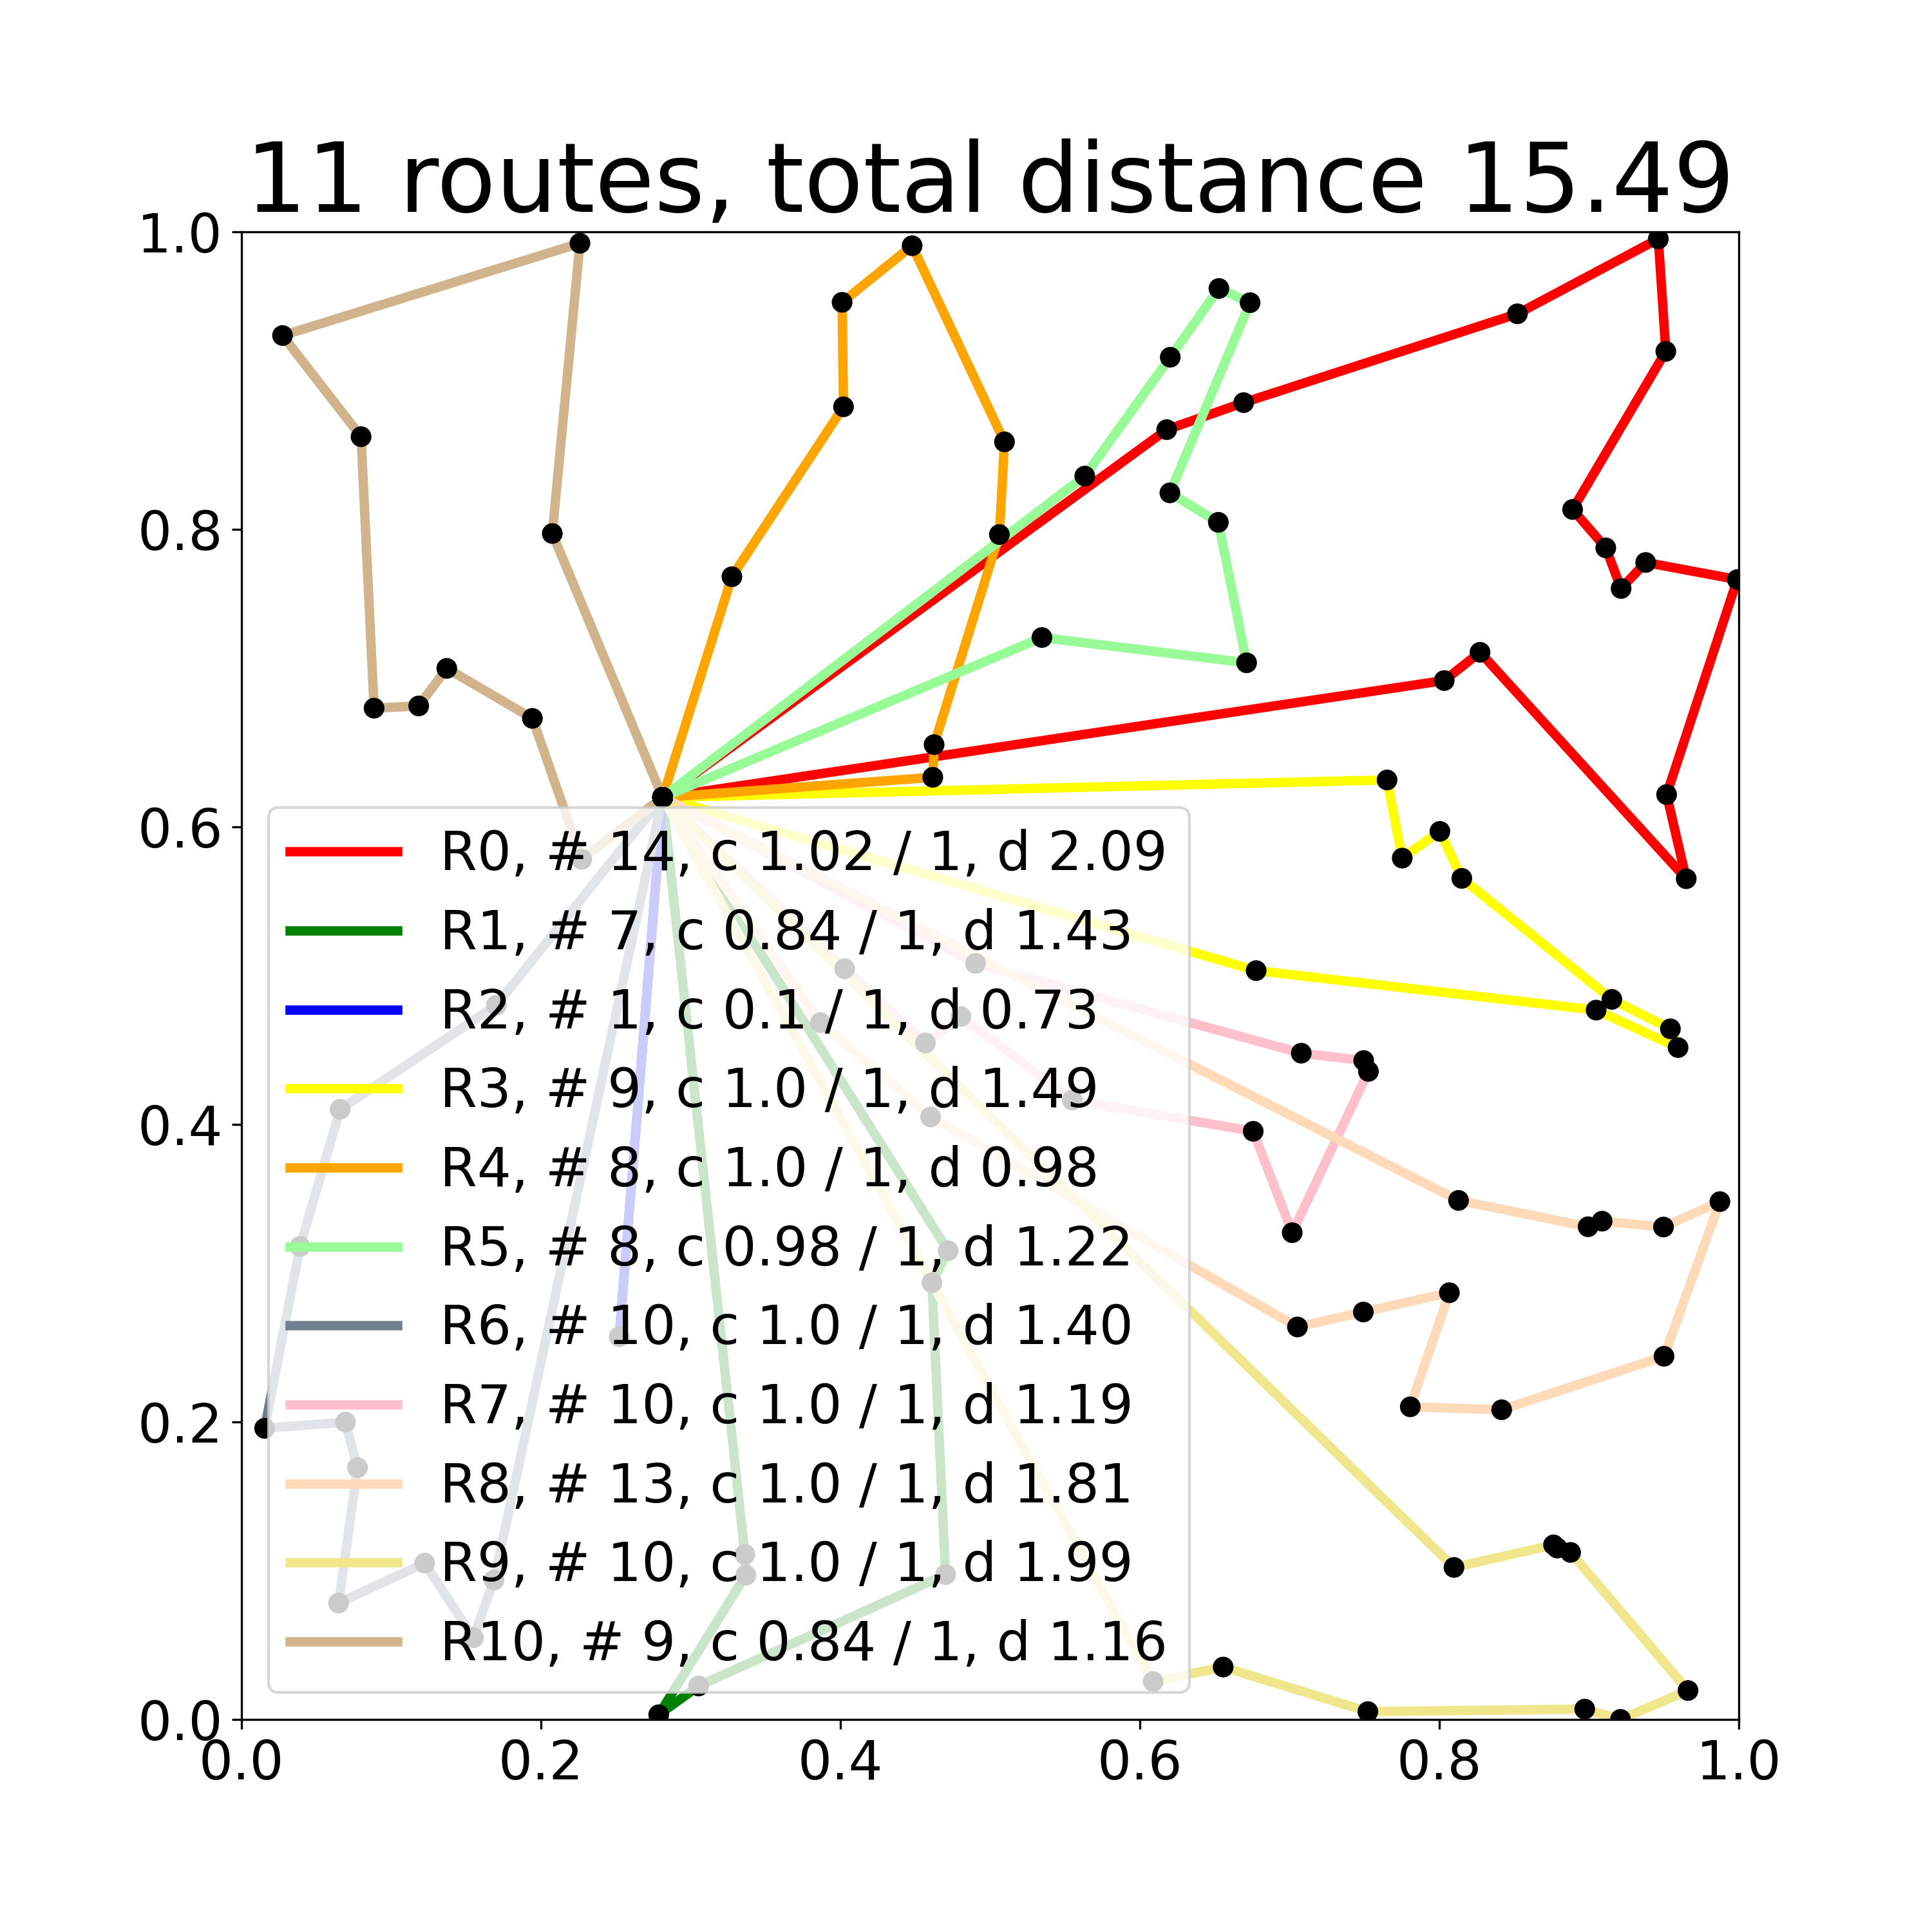 11 routes, total distance 15.49
1.0
0.8
0.6
0.4
0.2
0.0
R0, # 14, c 1.02 / 1, d 2.09
R1, # 7, c 0.84 / 1, d 1.43
R2, # 1, c 0.1 / 1, d 0.73
R3, # 9, c 1.0 / 1, d 1.49
R4, # 8, c 1.0 / 1, d 0.98
R5, # 8, c 0.98 / 1, d 1.22
R6, # 10, c 1.0 / 1, d 1.40
R7, # 10, c 1.0 / 1, d 1.19
R8, # 13, c 1.0 / 1, d 1.81
R9, # 10, c 1.0 / 1, d 1.99
R10, # 9, c 0.84 / 1, d 1.16
0.0 0.2 0.4 0.6 0.8 1.0